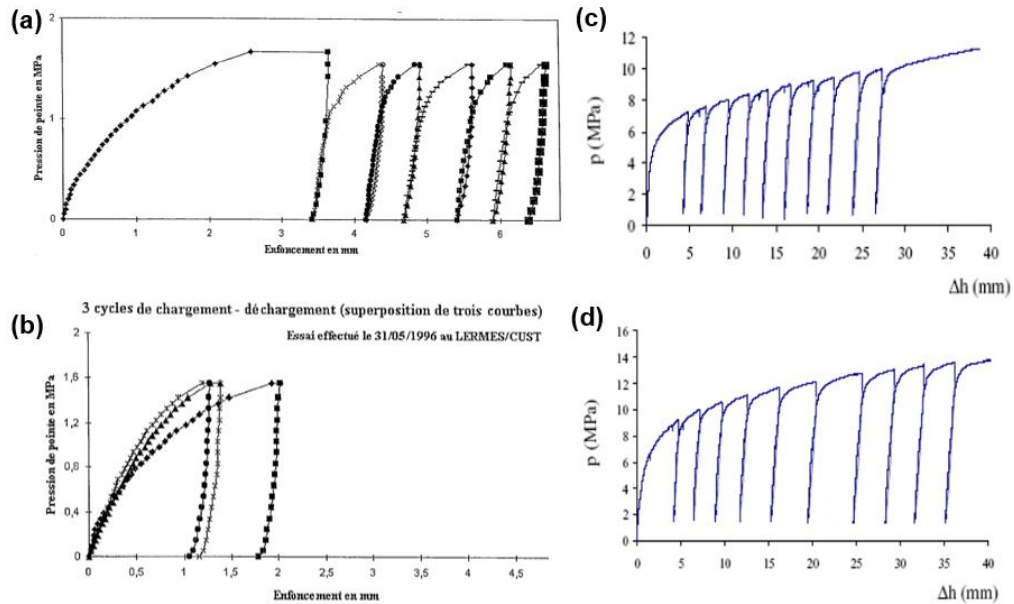 (a)
2
1
0
Pression de pointe en MPa
0 1 2 3 4 5 6
Enfoncement en mm
3 cycles de chargement - déchargement (superposition de trois courbes)
(b)
Essai effectué le 31/05/1996 au LERMES/CUST
2
1,6
1,2
0,8
0,4
0
Pression de pointe en MPa
0 0,5 1 1,5 2 2,5 3 3,5 4 4,5
Enfoncement en mm
(c)
12
10
8
6
4
2
0
p (MPa)
0 5 10 15 20 25 30 35 40
Δh (mm)
(d)
16
14
12
10
8
6
4
2
0
p (MPa)
0 5 10 15 20 25 30 35 40
Δh (mm)